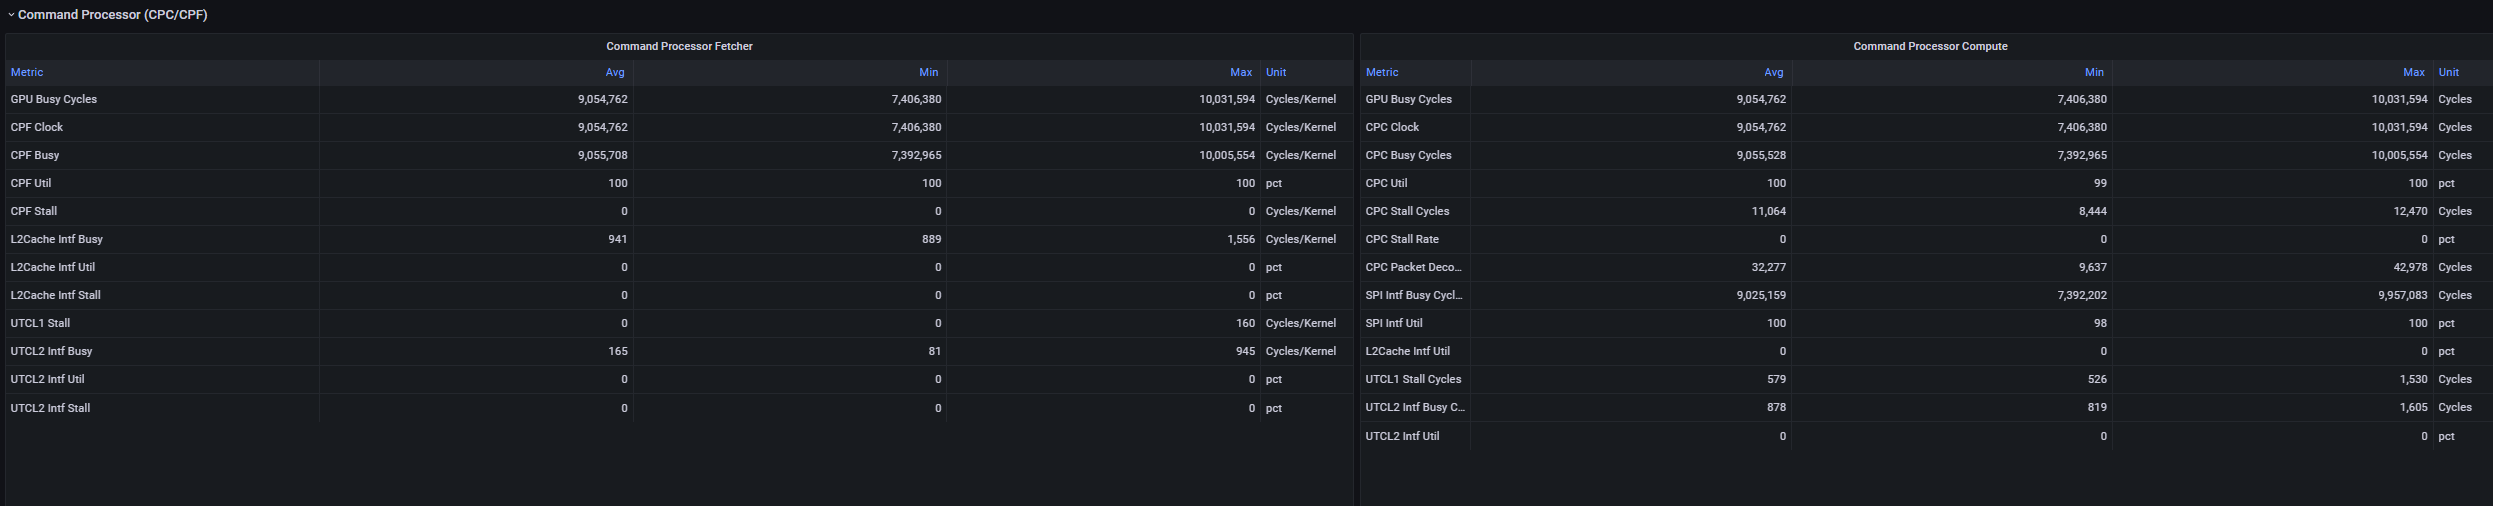 Command Processor (CPC/CPF)
Command Processor Fetcher
Metric Avg Min Max Unit
GPU Busy Cycles 9,054,762 7,406,380 10,031,594 Cycles/Kernel
CPF Clock 9,054,762 7,406,380 10,031,594 Cycles/Kernel
CPF Busy 9,055,708 7,392,965 10,005,554 Cycles/Kernel
CPF Util 100 100 100 pct
CPF Stall 0 0 0 Cycles/Kernel
L2Cache Intf Busy 941 889 1,556 Cycles/Kernel
L2Cache Intf Util 0 0 0 pct
L2Cache Intf Stall 0 0 0 pct
UTCL1 Stall 0 0 160 Cycles/Kernel
UTCL2 Intf Busy 165 81 945 Cycles/Kernel
UTCL2 Intf Util 0 0 0 pct
UTCL2 Intf Stall 0 0 0 pct
Command Processor Compute
Metric Avg Min Max Unit
GPU Busy Cycles 9,054,762 7,406,380 10,031,594 Cycles
CPC Clock 9,054,762 7,406,380 10,031,594 Cycles
CPC Busy Cycles 9,055,528 7,392,965 10,005,554 Cycles
CPC Util 100 99 100 pct
CPC Stall Cycles 11,064 8,444 12,470 Cycles
CPC Stall Rate 0 0 0 pct
CPC Packet Deco... 32,277 9,637 42,978 Cycles
SPI Intf Busy Cycl... 9,025,159 7,392,202 9,957,083 Cycles
SPI Intf Util 100 98 100 pct
L2Cache Intf Util 0 0 0 pct
UTCL1 Stall Cycles 579 526 1,530 Cycles
UTCL2 Intf Busy C... 878 819 1,605 Cycles
UTCL2 Intf Util 0 0 0 pct